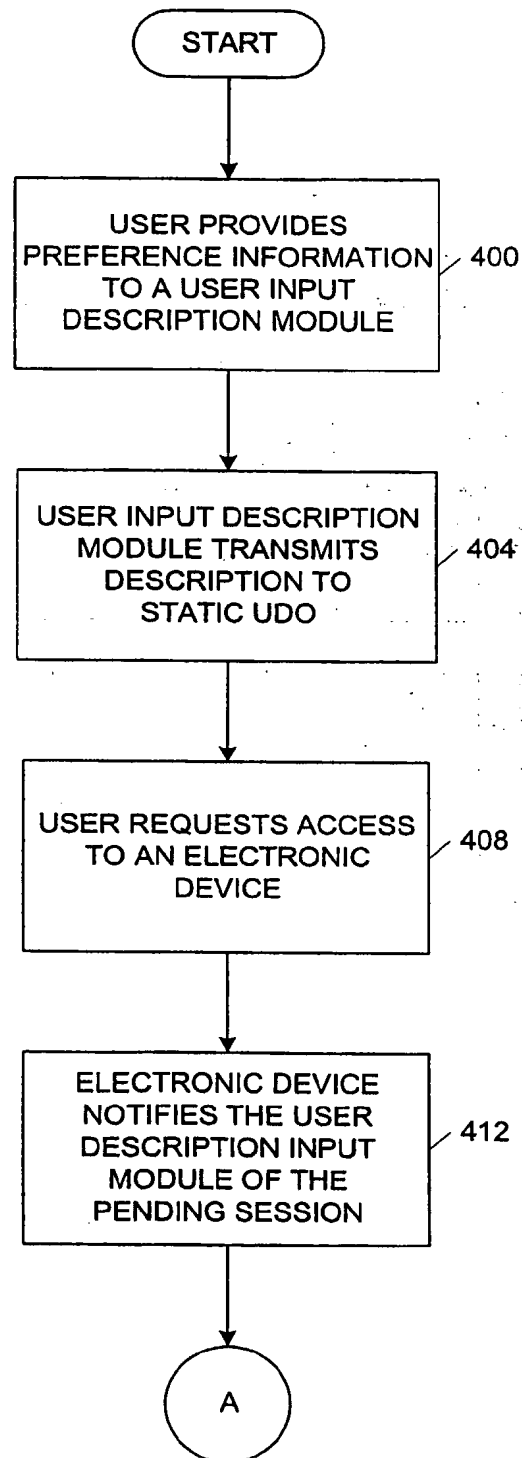 START
USER PROVIDES
PREFERENCE INFORMATION
TO A USER INPUT
DESCRIPTION MODULE
400
USER INPUT DESCRIPTION
MODULE TRANSMITS
DESCRIPTION TO
STATIC UDO
404
USER REQUESTS ACCESS
TO AN ELECTRONIC
DEVICE
408
ELECTRONIC DEVICE
NOTIFIES THE USER
DESCRIPTION INPUT
MODULE OF THE
PENDING SESSION
412
A